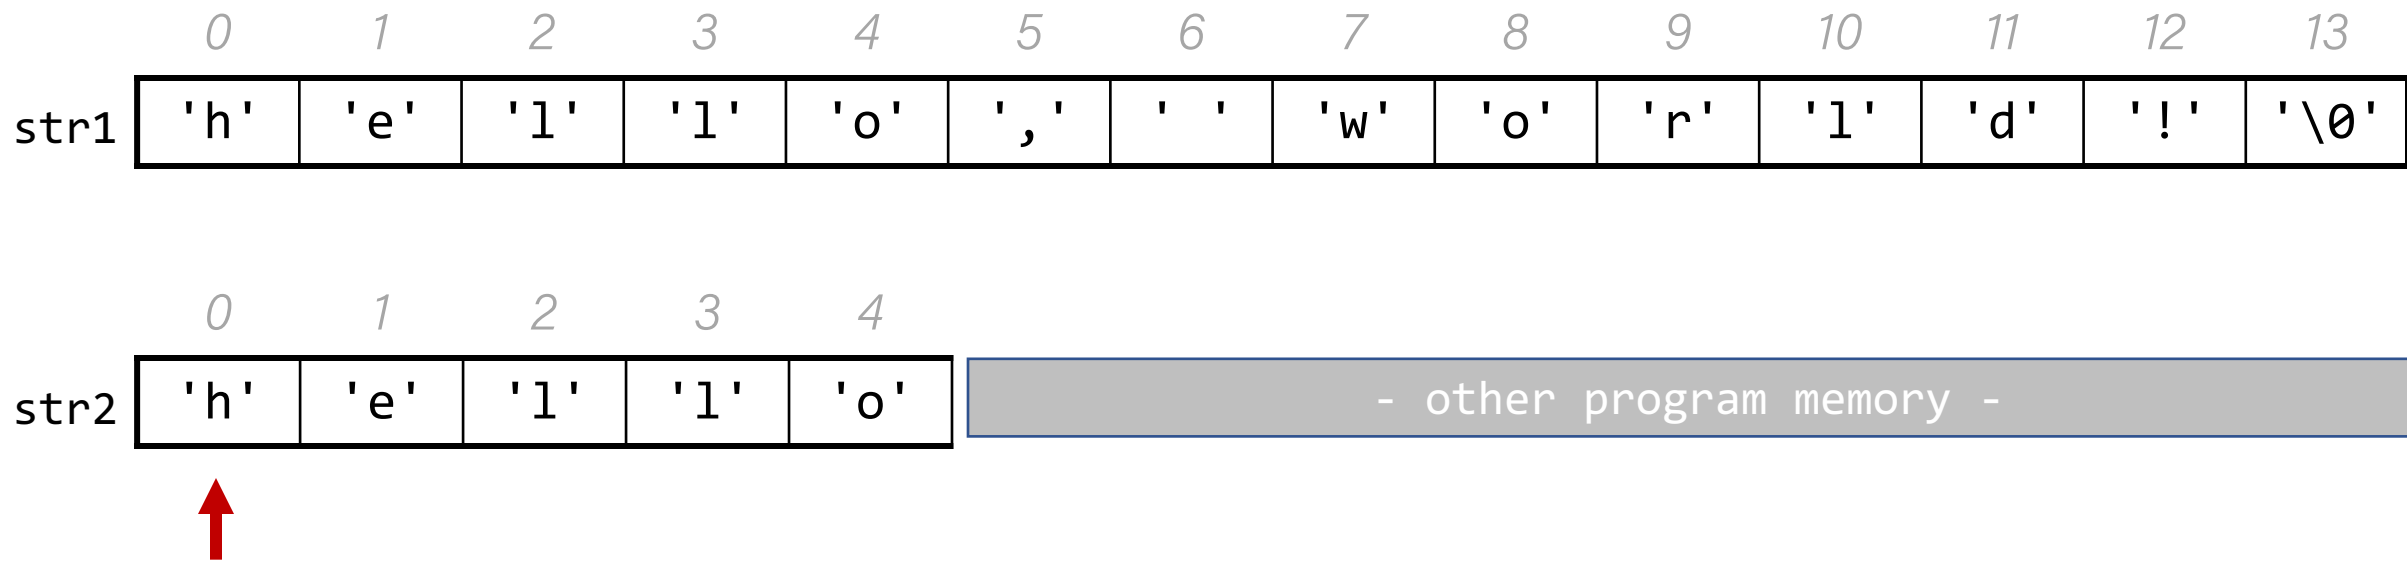 0 1 2 3 4 5 6 7 8 9 10 11 12 13
str1 'h' 'e' 'l' 'l' 'o' ',' ' ' 'w' 'o' 'r' 'l' 'd' '!' '\0'
0 1 2 3 4
str2 'h' 'e' 'l' 'l' 'o' - other program memory -